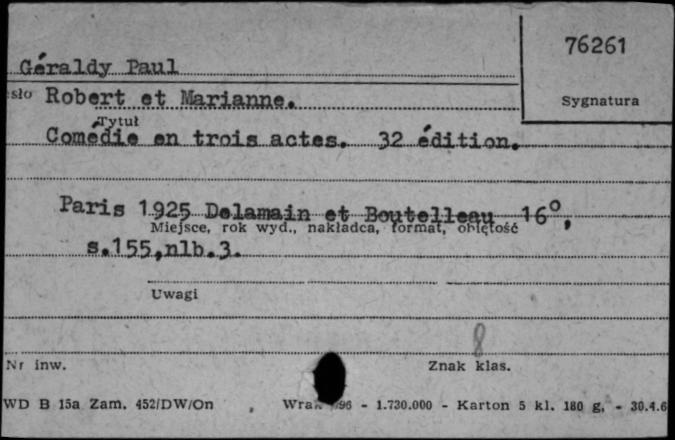 76261
Géraldy Paul
Sygnatura
sło Robert et Marianne.
Tytuł
Comédie en trois actes. 32 édition.
Paris 1925 Delamain et Boutelleau 16°,
Miejsce, rok wyd., nakładca, format, objętość
s.155,nlb.3.
Uwagi
8
Nr inw.
Znak klas.
WD B 15a Zam. 452/DW/On , 96 - 1.730.000 - Karton 5 kl. 180 g. - 30.4.6